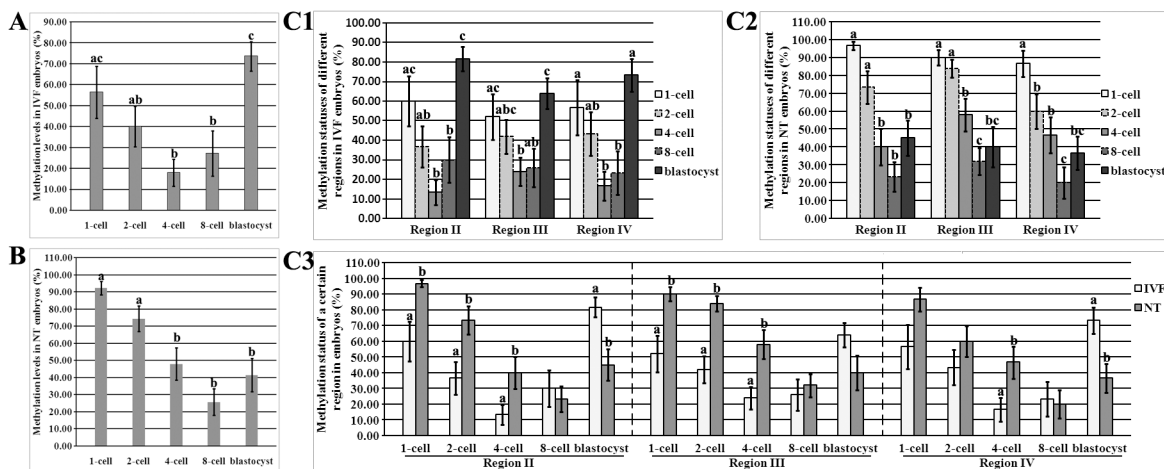 A
Methylation levels in IVF embryos (%)
90.00
80.00
70.00
60.00
50.00
40.00
30.00
20.00
10.00
0.00
ac ab b b c
1-cell 2-cell 4-cell 8-cell blastocyst
C1
Methylation statuses of different
regions in IVF embryos (%)
100.00
90.00
80.00
70.00
60.00
50.00
40.00
30.00
20.00
10.00
0.00
ac ab b b c
ac abc b ab c
a ab b b a
Region II Region III Region IV
1-cell
2-cell
4-cell
8-cell
blastocyst
C2
Methylation statuses of different
regions in NT embryos (%)
110.00
100.00
90.00
80.00
70.00
60.00
50.00
40.00
30.00
20.00
10.00
0.00
a a b b b
a a b c bc
a b b c bc
Region II Region III Region IV
1-cell
2-cell
4-cell
8-cell
blastocyst
B
Methylation levels in NT embryos (%)
110.00
100.00
90.00
80.00
70.00
60.00
50.00
40.00
30.00
20.00
10.00
0.00
a a b b b
1-cell 2-cell 4-cell 8-cell blastocyst
C3
Methylation status of a certain
region in embryos (%)
110.00
100.00
90.00
80.00
70.00
60.00
50.00
40.00
30.00
20.00
10.00
0.00
a b a b a b a b
a b a b a b
a b a b
IVF
NT
1-cell 2-cell 4-cell 8-cell blastocyst 1-cell 2-cell 4-cell 8-cell blastocyst 1-cell 2-cell 4-cell 8-cell blastocyst
Region II Region III Region IV